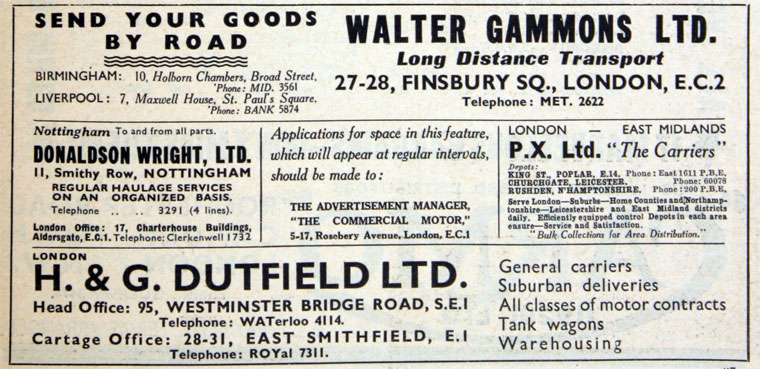 SEND YOUR GOODS
BY ROAD
BIRMINGHAM: 10, Holborn Chambers, Broad Street,
'Phone: MID. 3561
LIVERPOOL: 7, Maxwell House, St. Paul's Square.
'Phone: BANK 5874
WALTER GAMMONS LTD.
Long Distance Transport
27-28, FINSBURY SQ., LONDON, E.C.2
Telephone: MET. 2622
Nottingham To and from all parts.
DONALDSON WRIGHT, LTD.
11, Smithy Row, NOTTINGHAM
REGULAR HAULAGE SERVICES
ON AN ORGANIZED BASIS.
Telephone .. .. 3291 (4 lines).
London Office: 17, Charterhouse Buildings,
Aldersgate, E.C.1. Telephone: Clerkenwell 1732
Applications for space in this feature,
which will appear at regular intervals,
should be made to:
THE ADVERTISEMENT MANAGER,
"THE COMMERCIAL MOTOR,"
5-17, Rosebery Avenue, London, E.C.1
LONDON — EAST MIDLANDS
P.X. Ltd. "The Carriers"
Depots:
KING ST., POPLAR, E.14. Phone: East 1611 P.B.E.
CHURCHGATE, LEICESTER. Phone: 60078
RUSHDEN, N'HAMPTONSHIRE. Phone: 200 P.B.E.
Serve London—Suburbs—Home Counties and Northamp-
tonshire—Leicestershire and East Midland districts
daily. Efficiently equipped control Depots in each area
ensure—Service and Satisfaction.
"Bulk Collections for Area Distribution."
LONDON
H. & G. DUTFIELD LTD.
Head Office: 95, WESTMINSTER BRIDGE ROAD, S.E.1
Telephone: WATerloo 4114.
Cartage Office: 28-31, EAST SMITHFIELD, E.1
Telephone: ROYal 7311.
General carriers
Suburban deliveries
All classes of motor contracts
Tank wagons
Warehousing